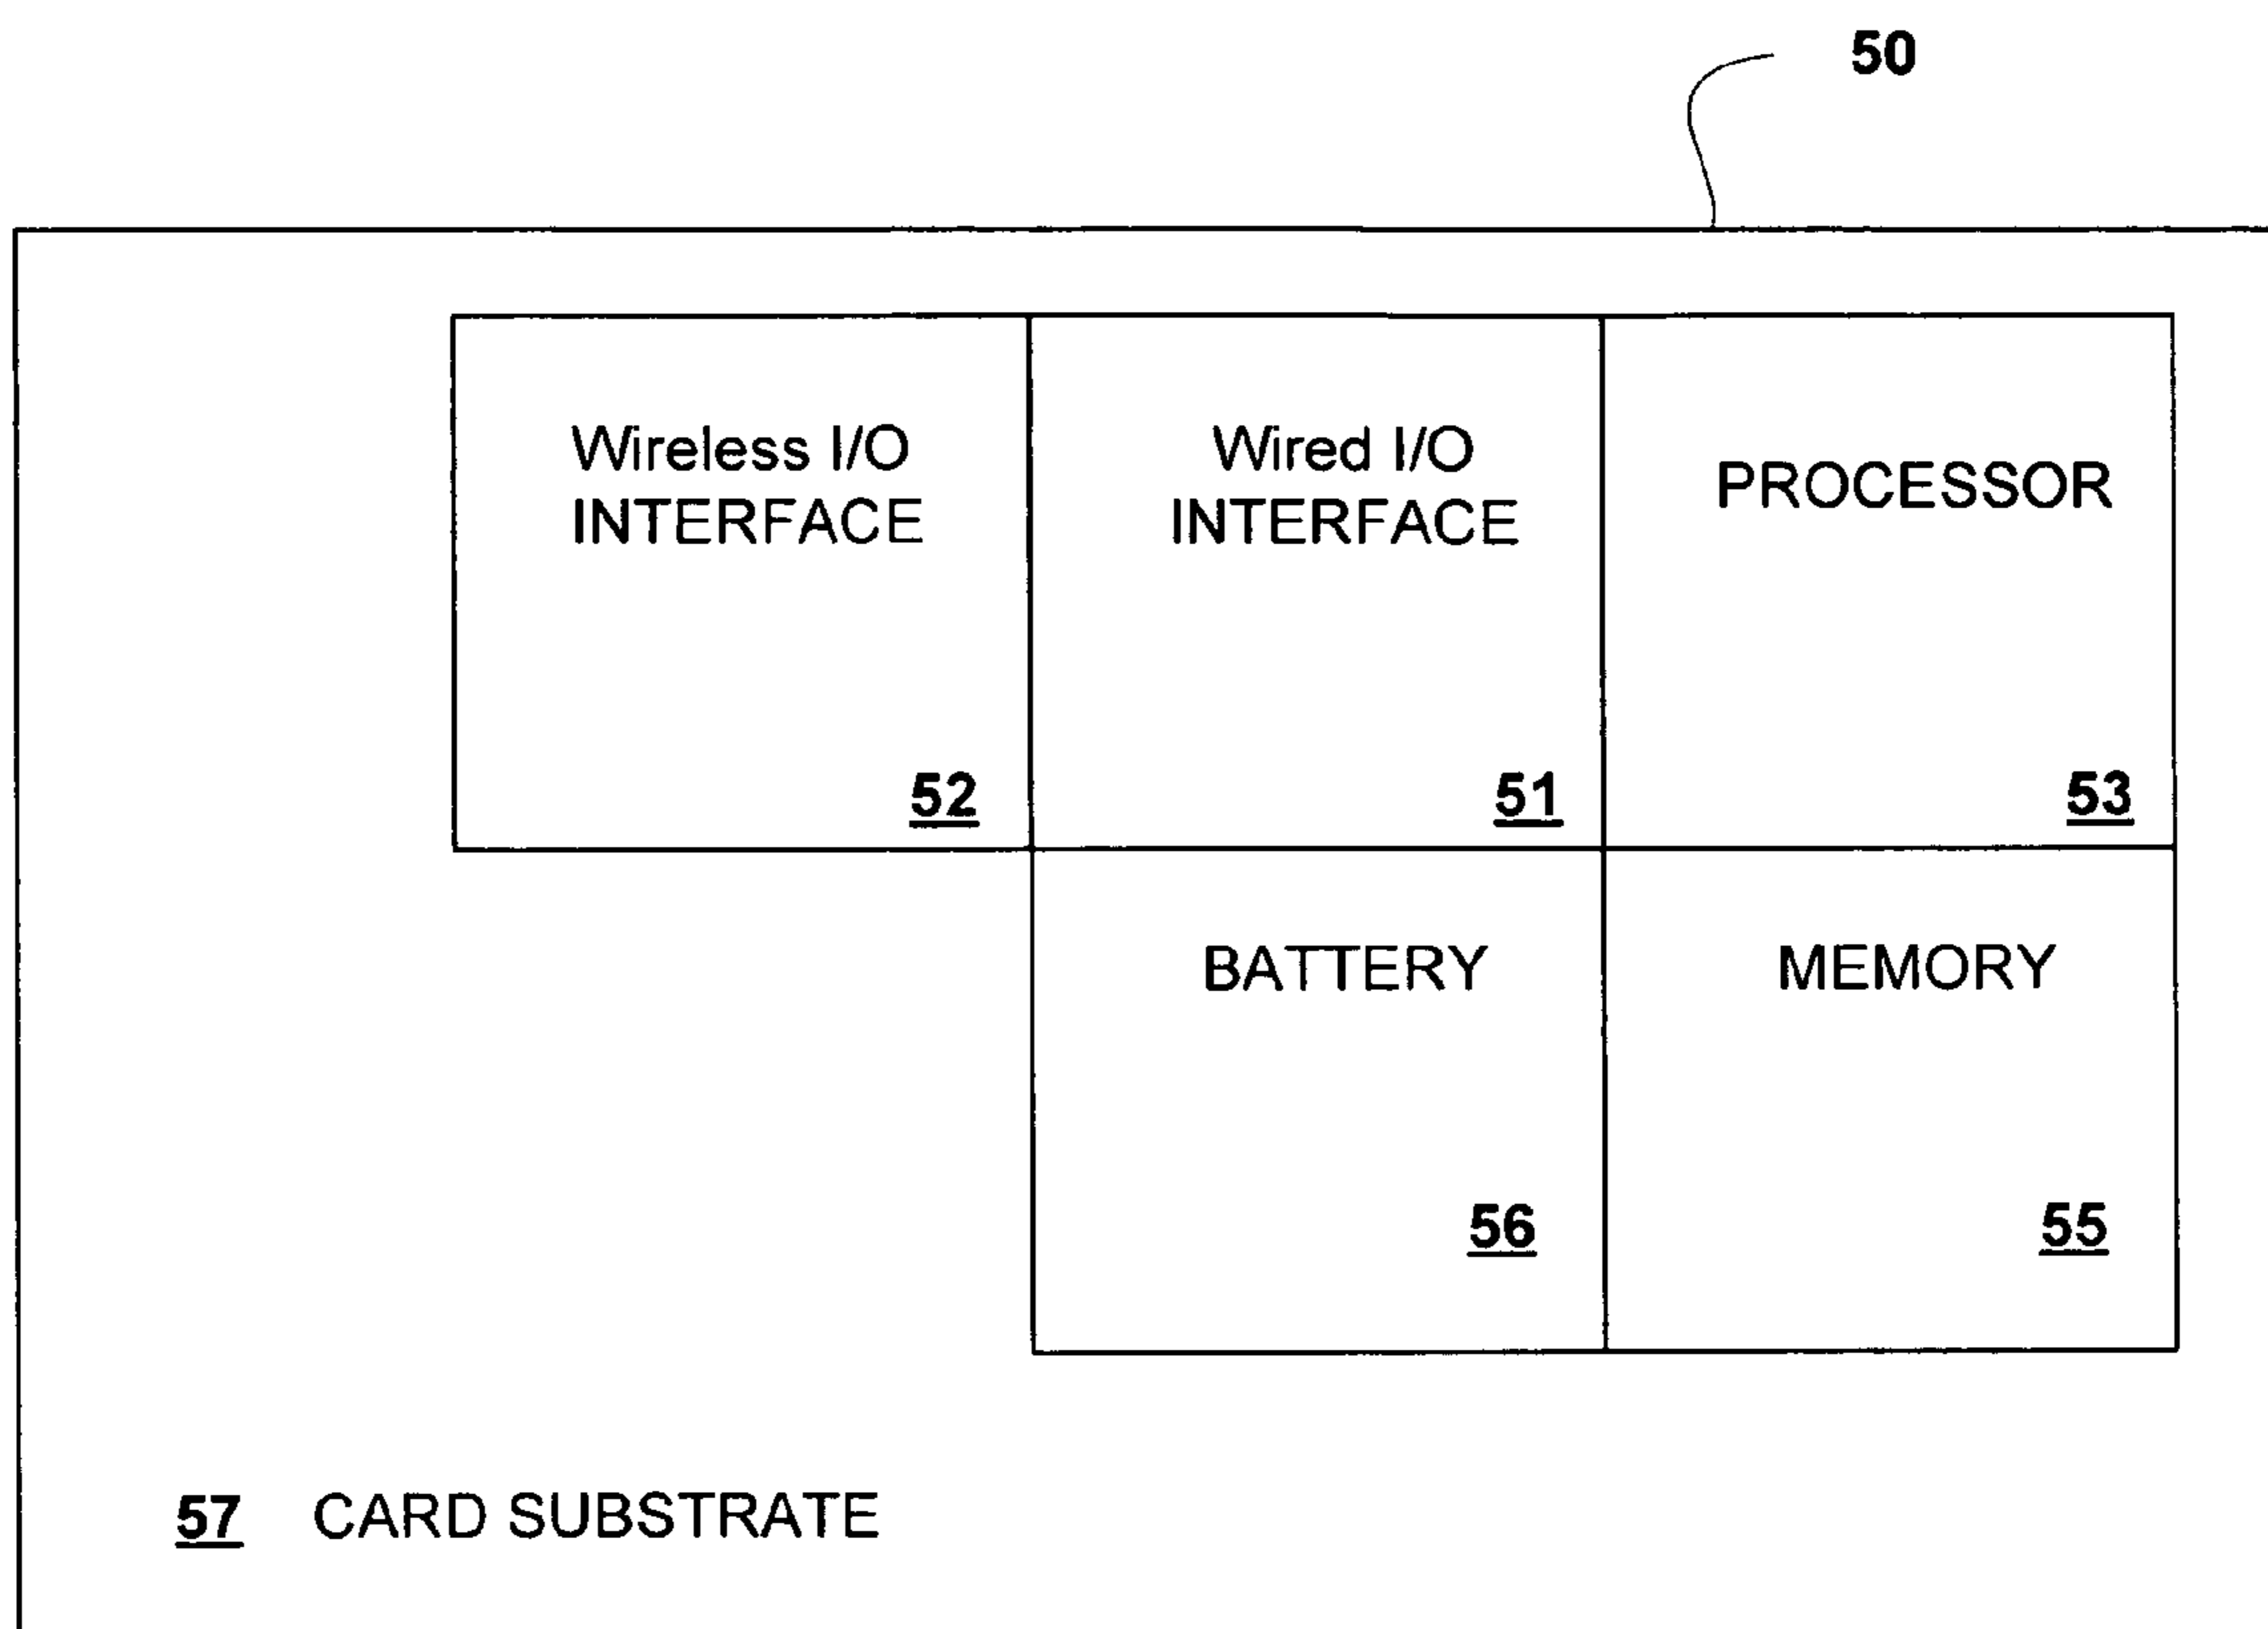 50
Wireless I/O
INTERFACE
52
Wired I/O
INTERFACE
51
PROCESSOR
53
BATTERY
56
MEMORY
55
57 CARD SUBSTRATE